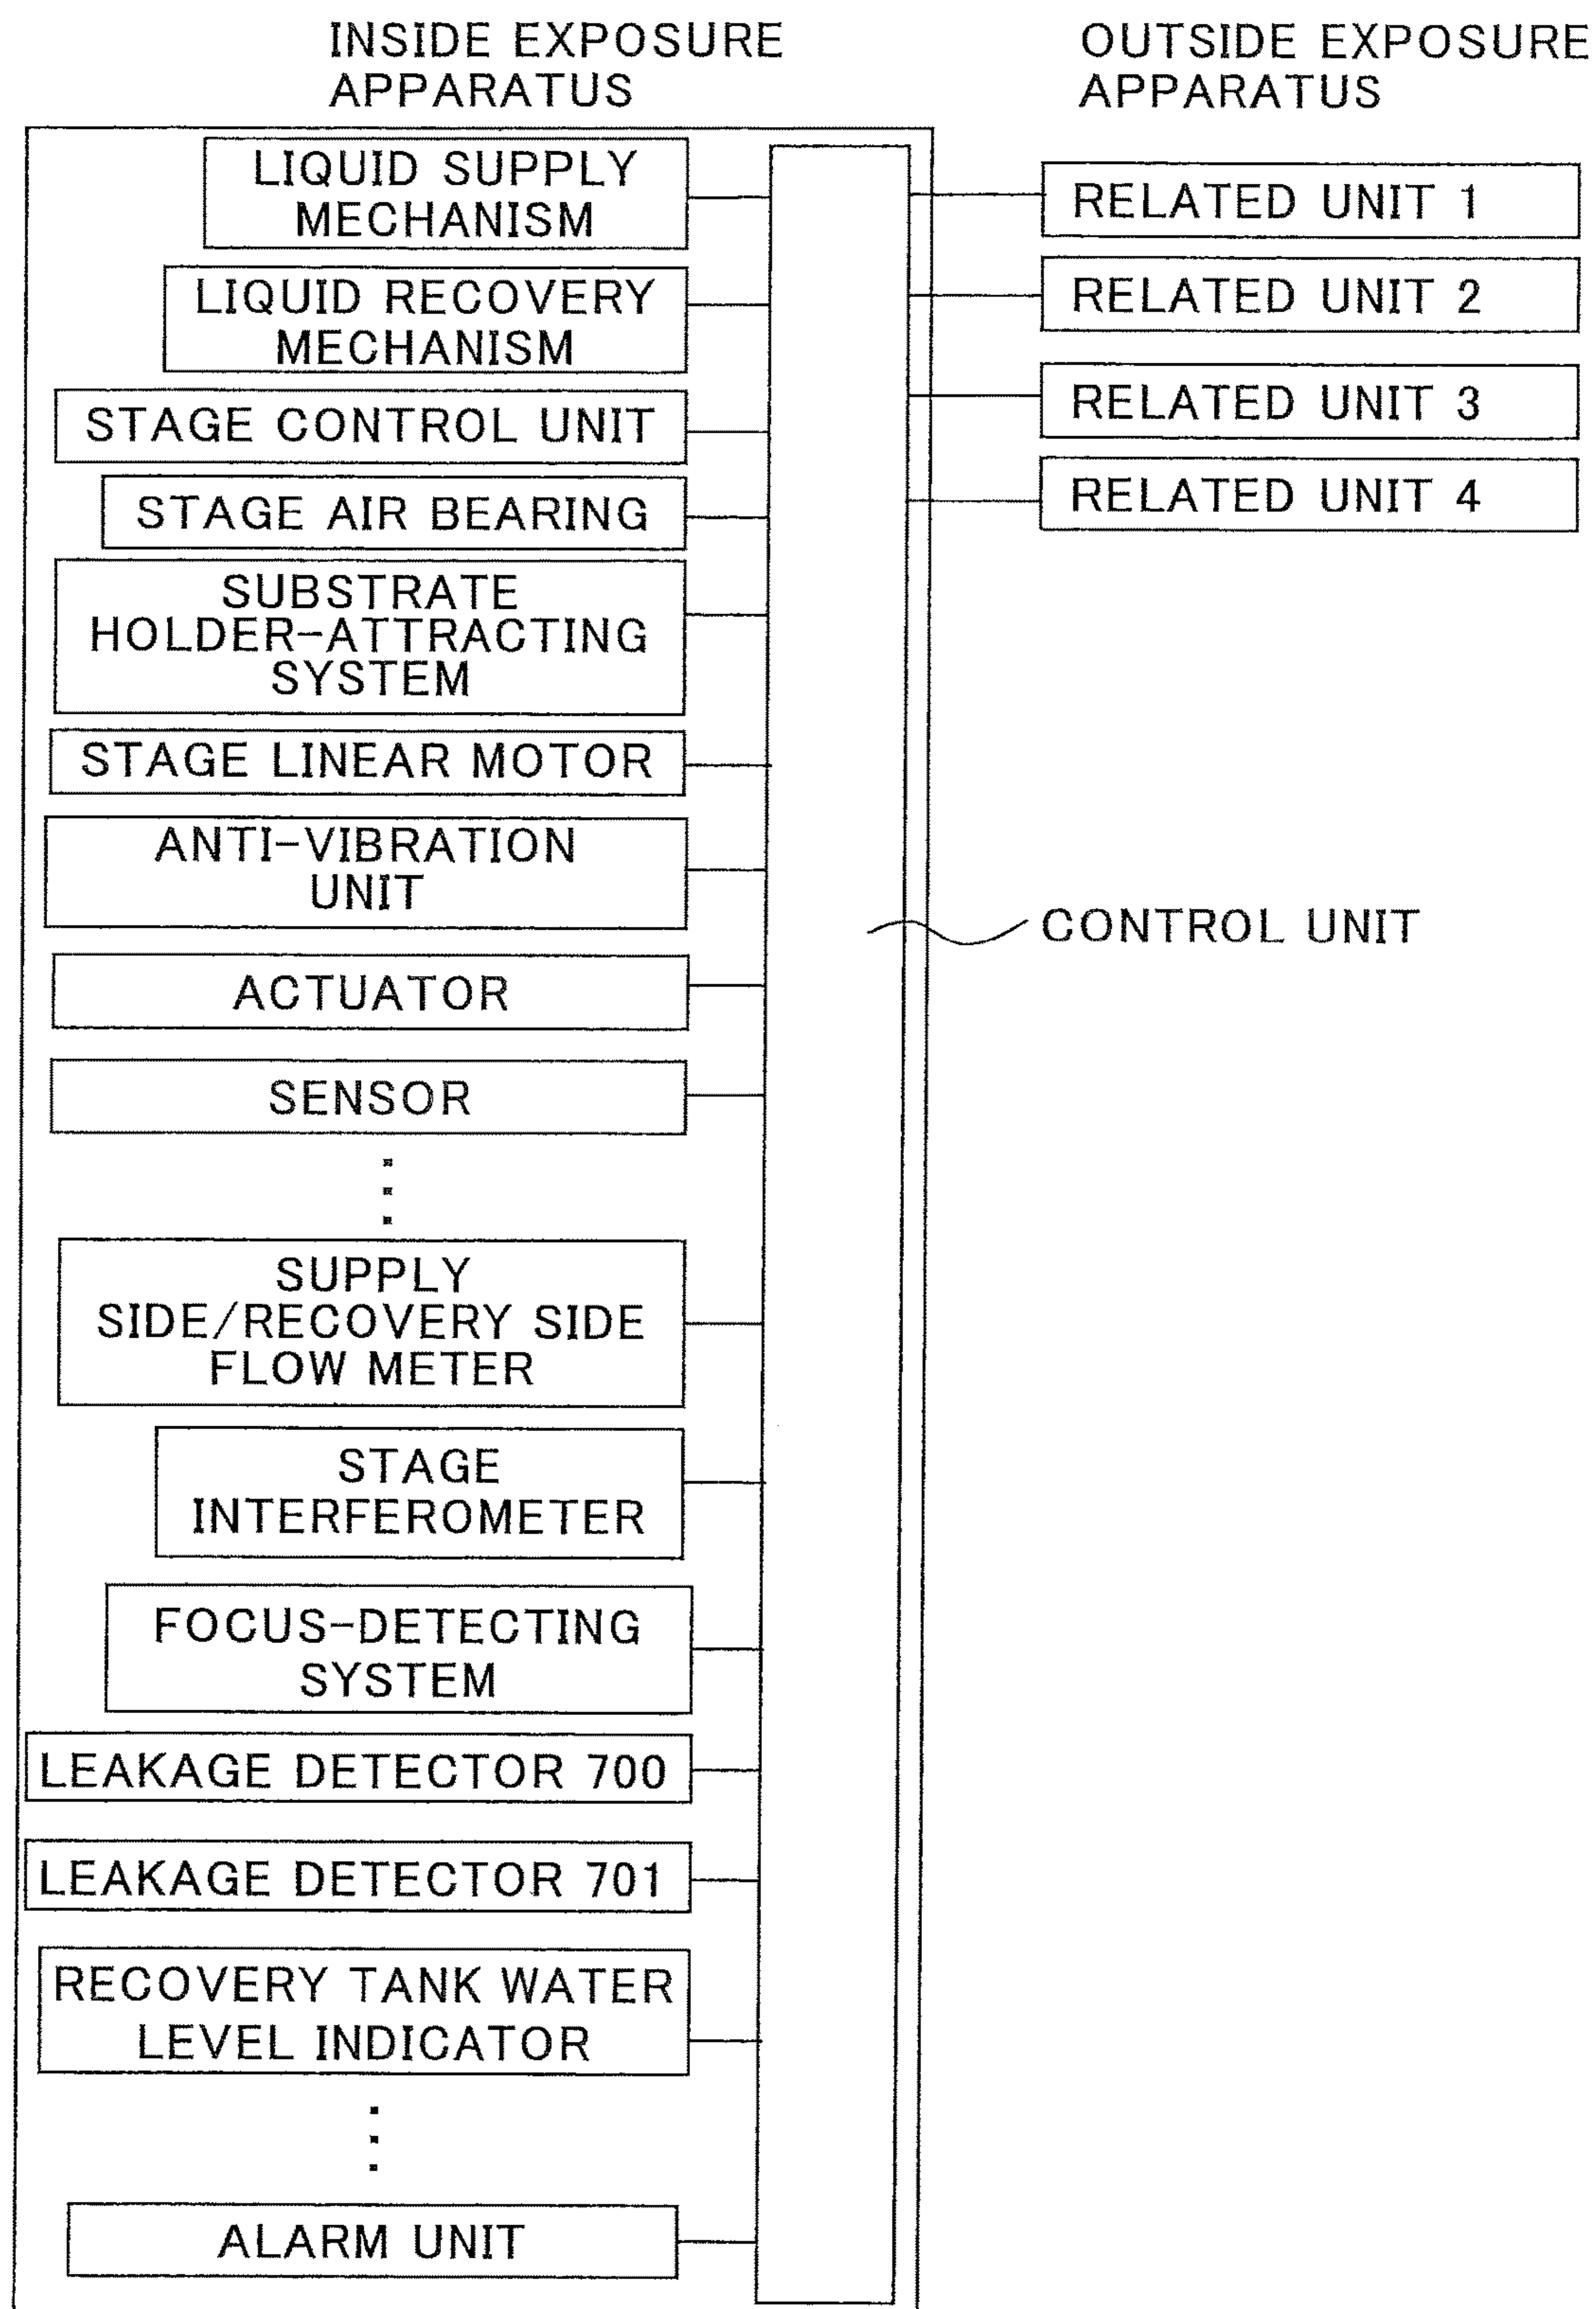 INSIDE EXPOSURE
APPARATUS
OUTSIDE EXPOSURE
APPARATUS
LIQUID SUPPLY
MECHANISM
LIQUID RECOVERY
MECHANISM
STAGE CONTROL UNIT
STAGE AIR BEARING
SUBSTRATE
HOLDER-ATTRACTING
SYSTEM
STAGE LINEAR MOTOR
ANTI-VIBRATION
UNIT
ACTUATOR
SENSOR
SUPPLY
SIDE/RECOVERY SIDE
FLOW METER
STAGE
INTERFEROMETER
FOCUS-DETECTING
SYSTEM
LEAKAGE DETECTOR 700
LEAKAGE DETECTOR 701
RECOVERY TANK WATER
LEVEL INDICATOR
ALARM UNIT
RELATED UNIT 1
RELATED UNIT 2
RELATED UNIT 3
RELATED UNIT 4
CONTROL UNIT